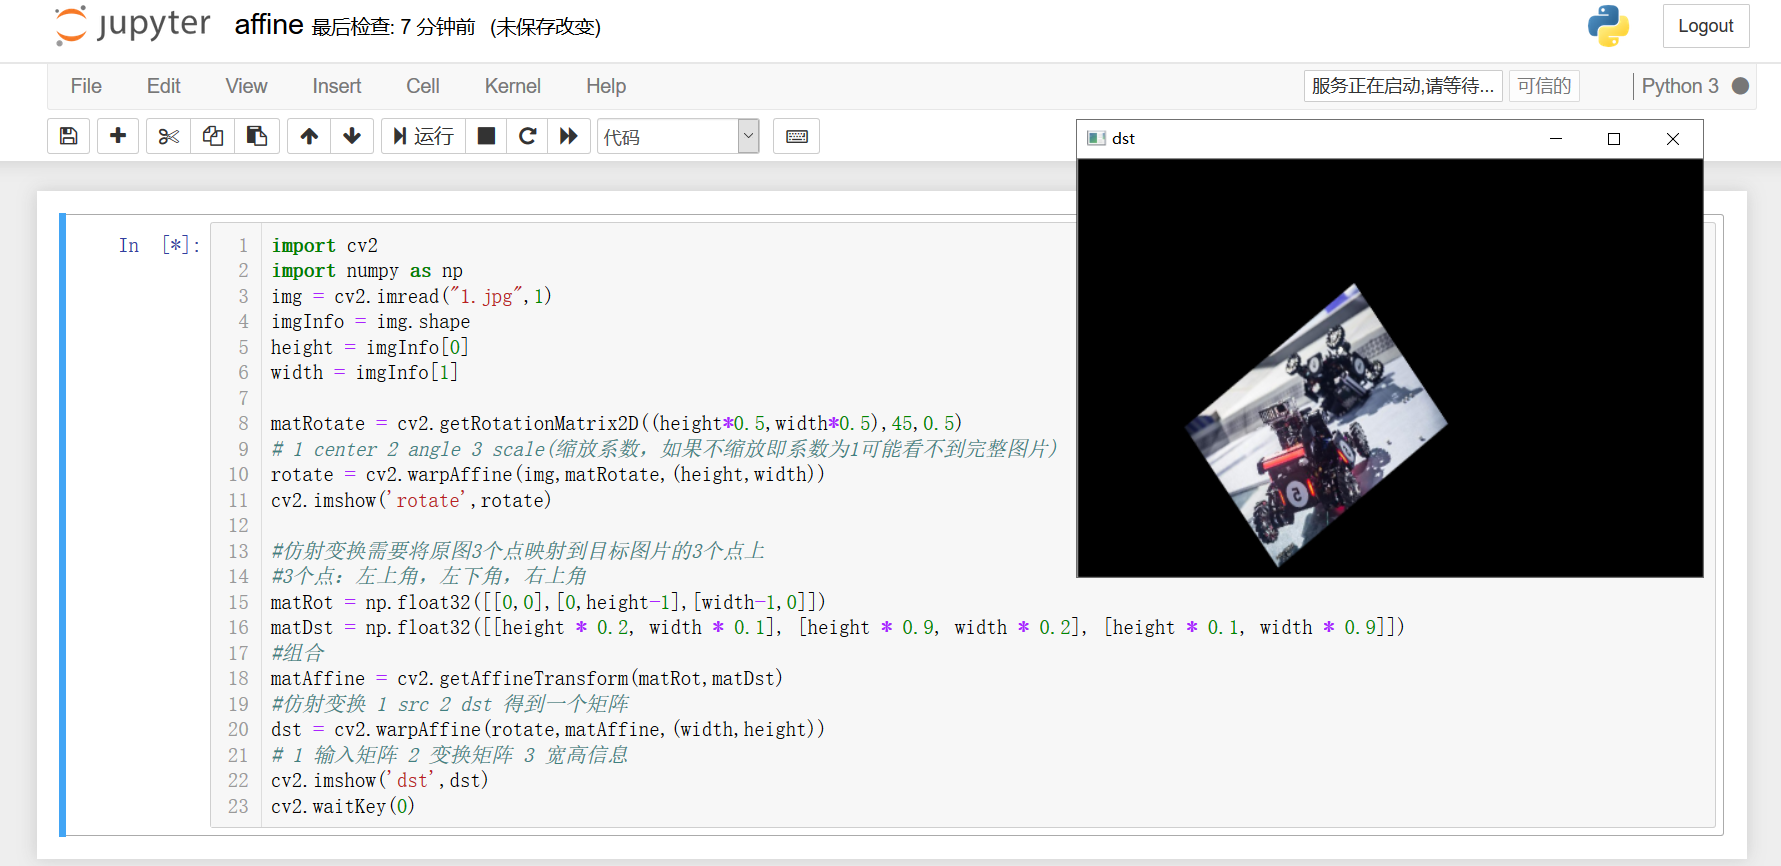 jupyter affine 最后检查: 7 分钟前 (未保存改变)
Logout
File Edit View Insert Cell Kernel Help
服务正在启动,请等待... 可信的 Python 3
运行 代码
dst
In [*]:
1 import cv2
2 import numpy as np
3 img = cv2.imread("1.jpg",1)
4 imgInfo = img.shape
5 height = imgInfo[0]
6 width = imgInfo[1]
7
8 matRotate = cv2.getRotationMatrix2D((height*0.5,width*0.5),45,0.5)
9 # 1 center 2 angle 3 scale(缩放系数，如果不缩放即系数为1可能看不到完整图片)
10 rotate = cv2.warpAffine(img,matRotate,(height,width))
11 cv2.imshow('rotate',rotate)
12
13 #仿射变换需要将原图3个点映射到目标图片的3个点上
14 #3个点：左上角，左下角，右上角
15 matRot = np.float32([[0,0],[0,height-1],[width-1,0]])
16 matDst = np.float32([[height * 0.2, width * 0.1], [height * 0.9, width * 0.2], [height * 0.1, width * 0.9]])
17 #组合
18 matAffine = cv2.getAffineTransform(matRot,matDst)
19 #仿射变换 1 src 2 dst 得到一个矩阵
20 dst = cv2.warpAffine(rotate,matAffine,(width,height))
21 # 1 输入矩阵 2 变换矩阵 3 宽高信息
22 cv2.imshow('dst',dst)
23 cv2.waitKey(0)
5